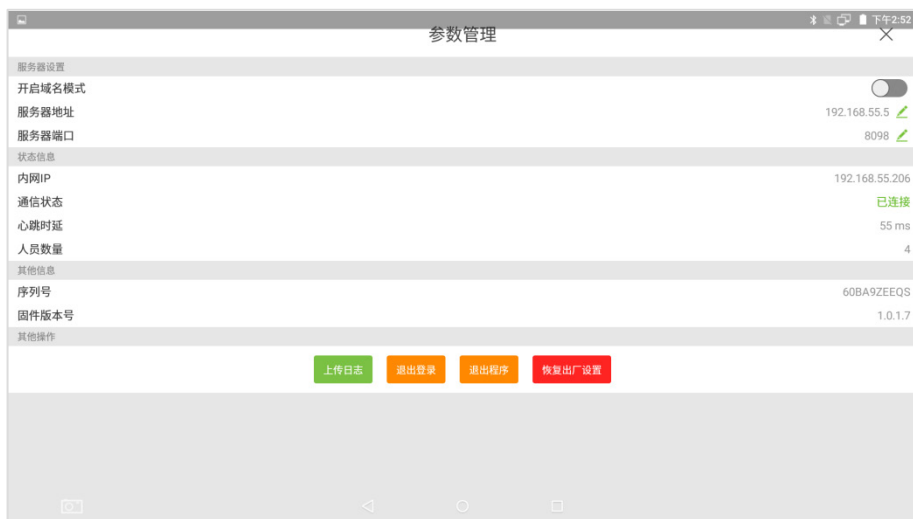 下午2:52
参数管理
服务器设置
开启域名模式
服务器地址 192.168.55.5
服务器端口 8098
状态信息
内网IP 192.168.55.206
通信状态 已连接
心跳时延 55 ms
人员数量 4
其他信息
序列号 60BA9ZEEQS
固件版本号 1.0.1.7
其他操作
上传日志 退出登录 退出程序 恢复出厂设置